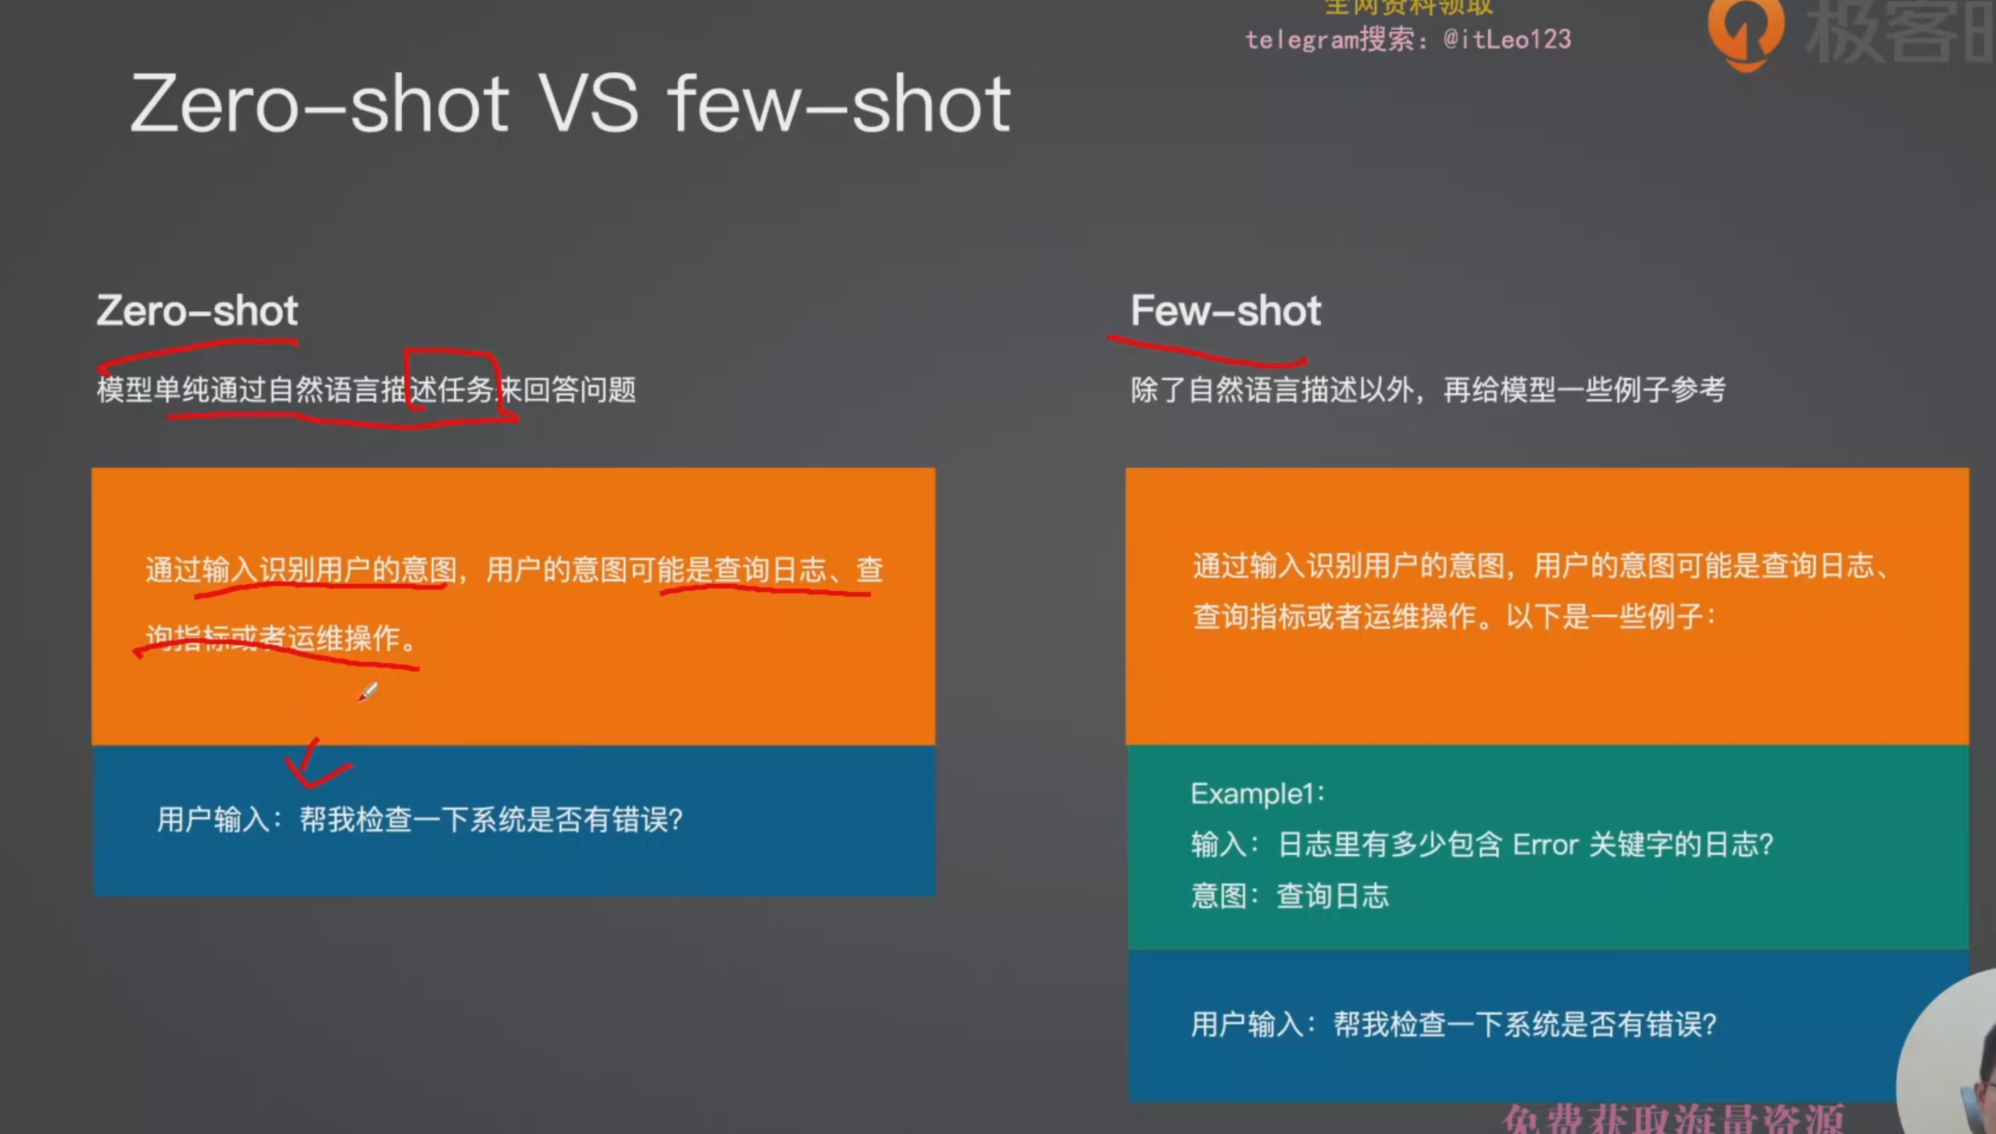 全网资料领取
telegram搜索：@itLeo123
极客时
Zero-shot VS few-shot
Zero-shot
模型单纯通过自然语言描述任务来回答问题
通过输入识别用户的意图，用户的意图可能是查询日志、查
询指标或者运维操作。
用户输入：帮我检查一下系统是否有错误？
Few-shot
除了自然语言描述以外，再给模型一些例子参考
通过输入识别用户的意图，用户的意图可能是查询日志、
查询指标或者运维操作。以下是一些例子：
Example1:
输入：日志里有多少包含 Error 关键字的日志？
意图：查询日志
用户输入：帮我检查一下系统是否有错误？
免费获取海量资源